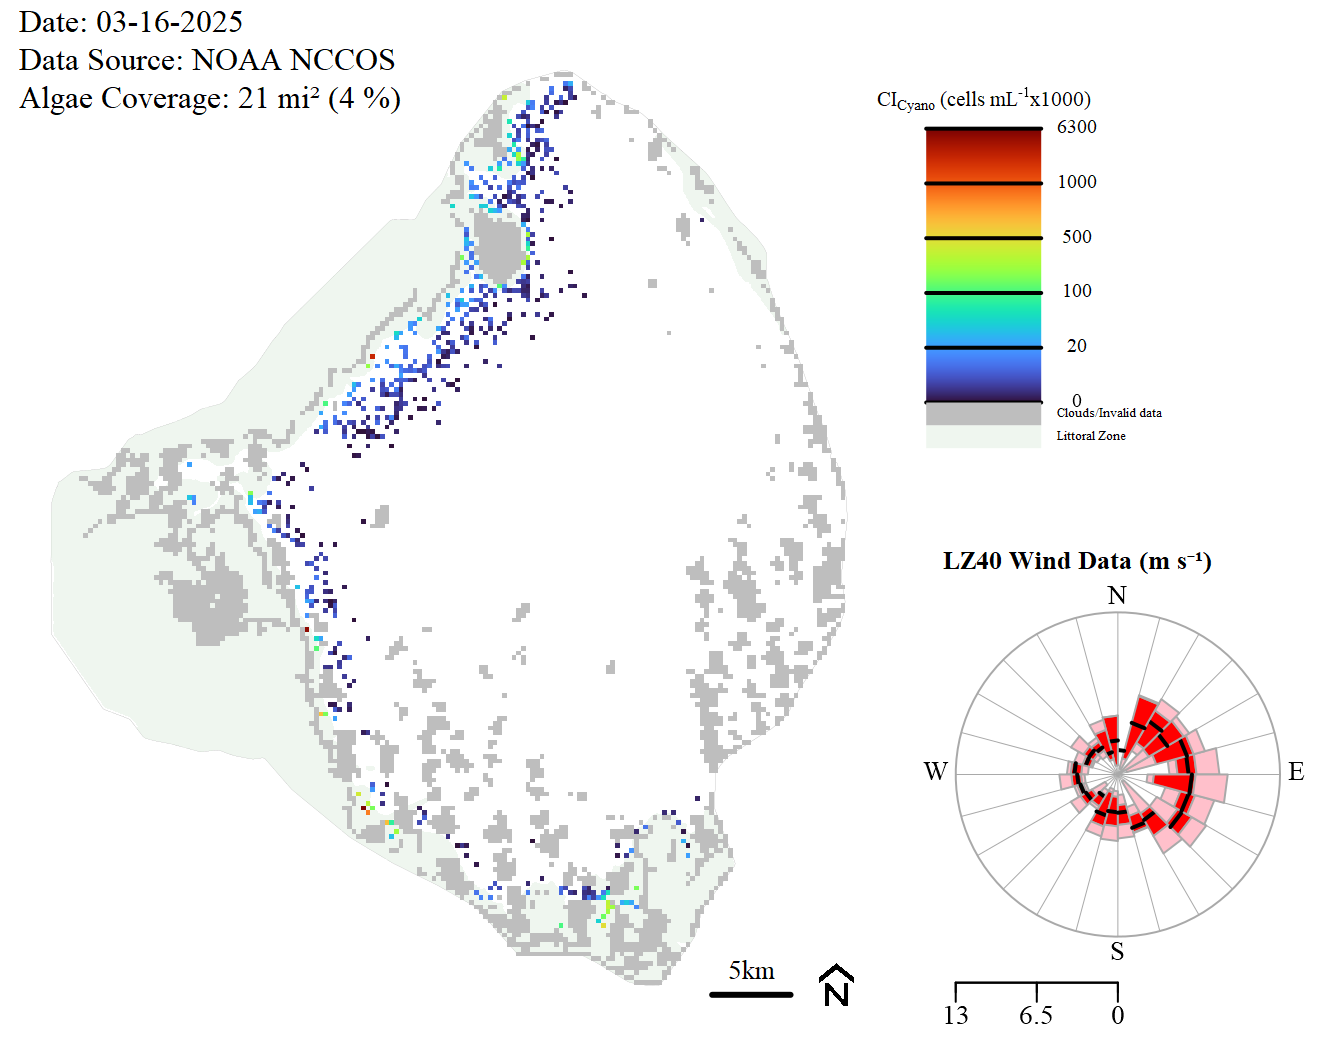 Date: 03-16-2025
Data Source: NOAA NCCOS
Algae Coverage: 21 mi² (4 %)
CICyano (cells mL-1x1000)
6300
1000
500
100
20
0
Clouds/Invalid data
Littoral Zone
LZ40 Wind Data (m s⁻¹)
N
W
E
S
5km
N
13 6.5 0